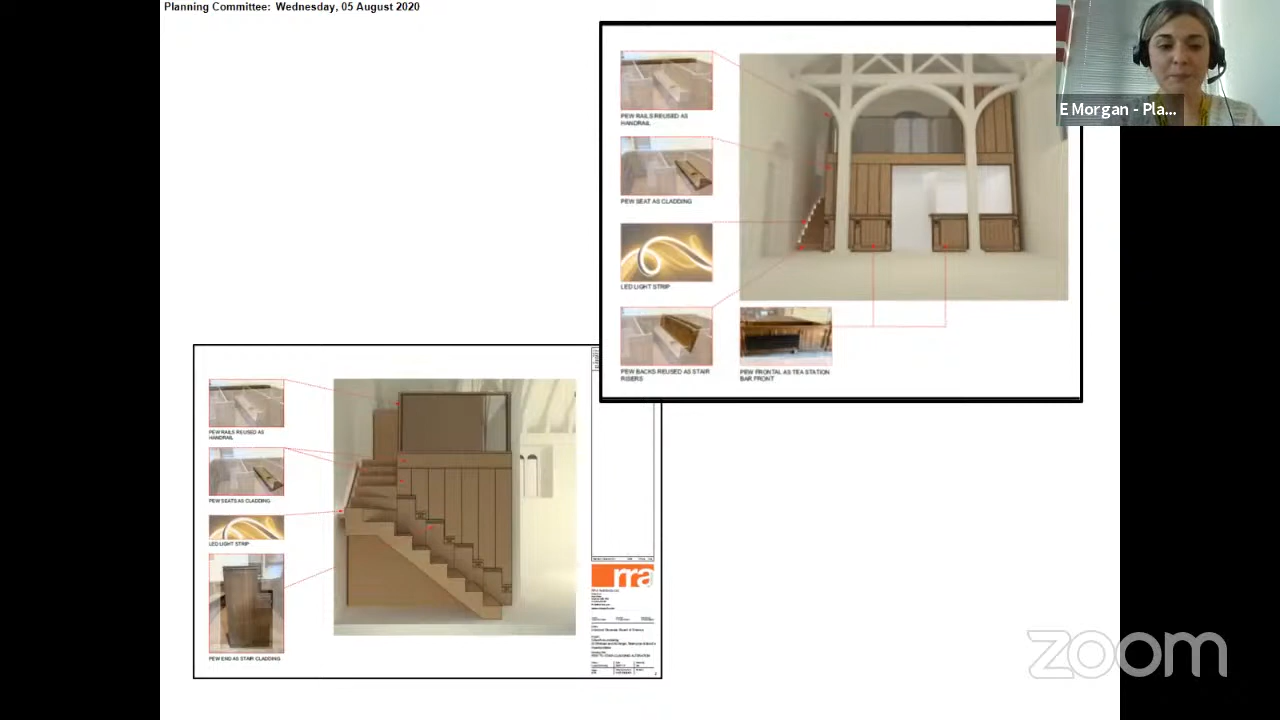 Planning Committee: Wednesday, 05 August 2020
E Morgan - Pla...
PEW RAILS REUSED AS
HANDRAIL
PEW SEAT AS CLADDING
LED LIGHT STRIP
PEW BACKS REUSED AS STAIR
RISERS
PEW FRONTAL AS TEA STATION
BAR FRONT
PEW RAILS REUSED AS
HANDRAIL
PEW SEATS AS CLADDING
LED LIGHT STRIP
PEW END AS STAIR CLADDING
rra
zoom